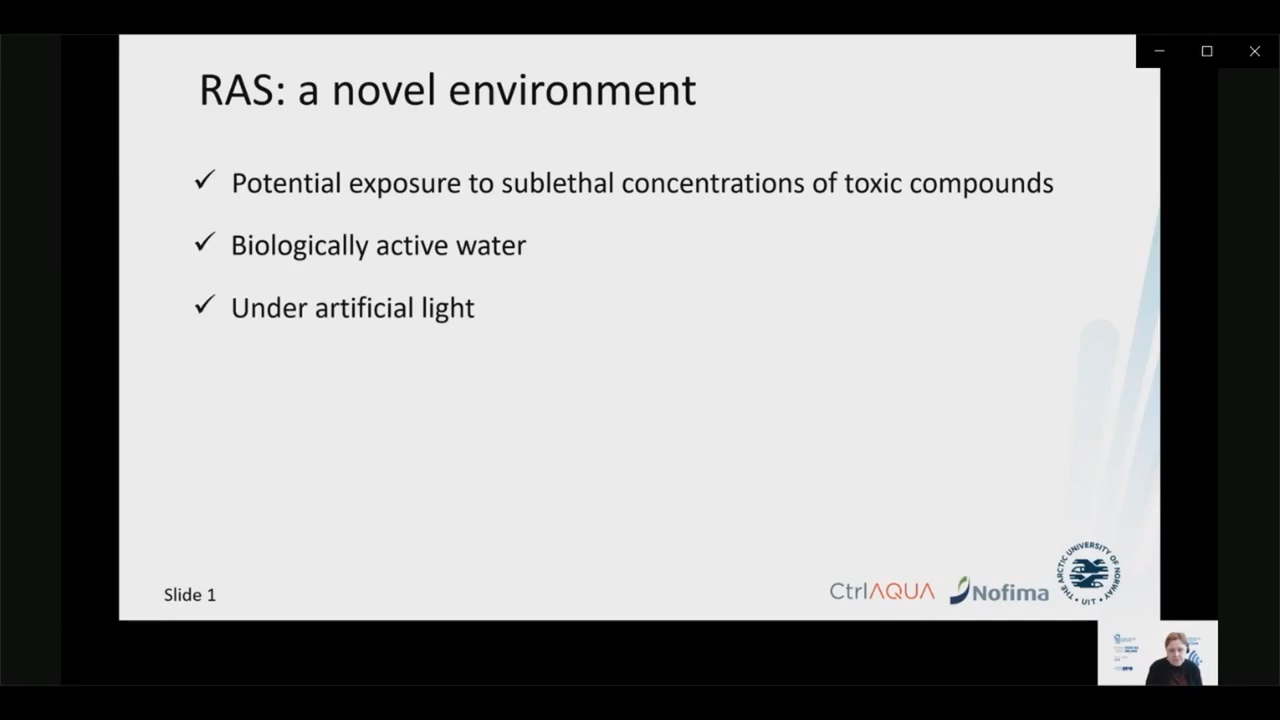 RAS: a novel environment
✓ Potential exposure to sublethal concentrations of toxic compounds
✓ Biologically active water
✓ Under artificial light
Slide 1
CtrlAQUA
Nofima
THE ARCTIC UNIVERSITY OF NORWAY
UiT